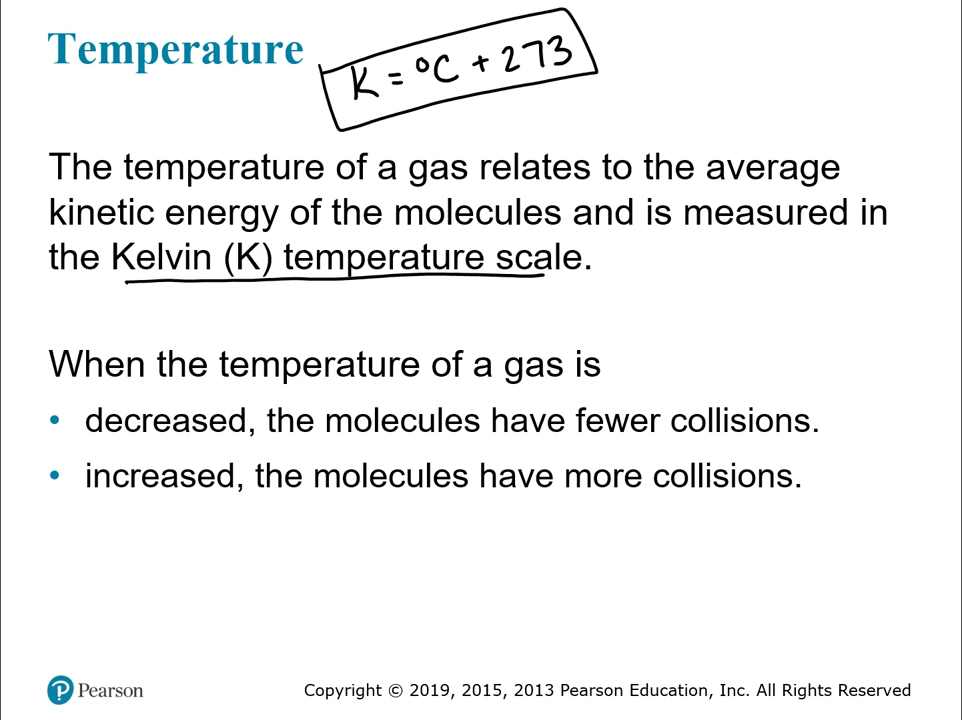 Temperature
K = °C + 273
The temperature of a gas relates to the average
kinetic energy of the molecules and is measured in
the Kelvin (K) temperature scale.
When the temperature of a gas is
• decreased, the molecules have fewer collisions.
• increased, the molecules have more collisions.
Pearson
Copyright © 2019, 2015, 2013 Pearson Education, Inc. All Rights Reserved